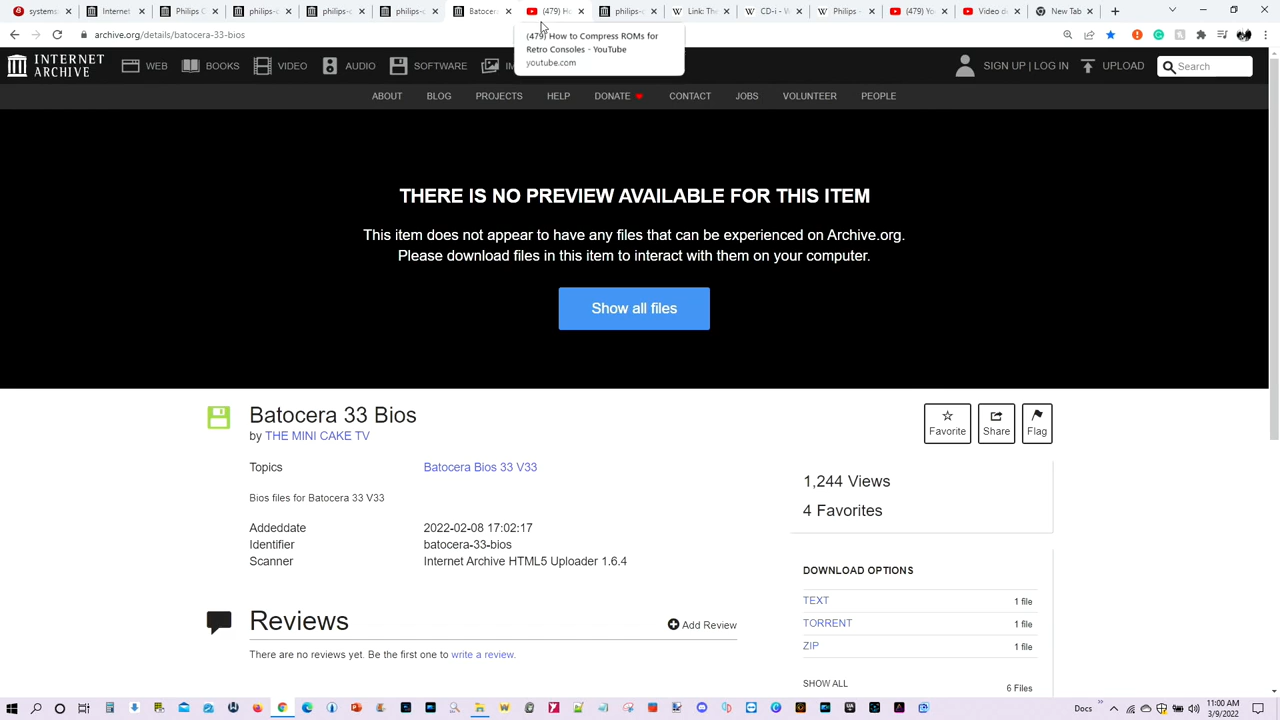 systems
Internet
Philips C
philips-c
philips-c
philips-c
Batocera
(479) Ho
philips-c
Link: Th
CD-i - W
Philips -
(479) Yo
Video d
New Tab
archive.org/details/batocera-33-bios
(479) How to Compress ROMs for
Retro Consoles - YouTube
youtube.com
INTERNET
ARCHIVE
WEB
BOOKS
VIDEO
AUDIO
SOFTWARE
SIGN UP | LOG IN
UPLOAD
Search
ABOUT
BLOG
PROJECTS
HELP
DONATE
CONTACT
JOBS
VOLUNTEER
PEOPLE
THERE IS NO PREVIEW AVAILABLE FOR THIS ITEM
This item does not appear to have any files that can be experienced on Archive.org.
Please download files in this item to interact with them on your computer.
Show all files
Batocera 33 Bios
by THE MINI CAKE TV
Favorite
Share
Flag
Topics Batocera Bios 33 V33
Bios files for Batocera 33 V33
Addeddate 2022-02-08 17:02:17
Identifier batocera-33-bios
Scanner Internet Archive HTML5 Uploader 1.6.4
1,244 Views
4 Favorites
DOWNLOAD OPTIONS
TEXT 1 file
TORRENT 1 file
ZIP 1 file
SHOW ALL 6 Files
Reviews
Add Review
There are no reviews yet. Be the first one to write a review.
Docs
11:00 AM
3/9/2022